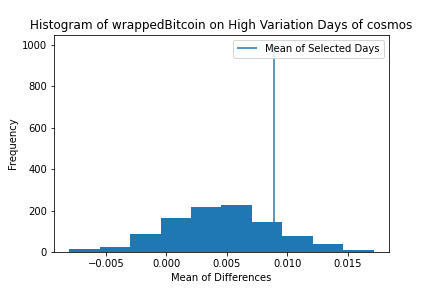 Histogram of wrappedBitcoin on High Variation Days of cosmos
Mean of Selected Days
1000
800
600
400
200
0
Frequency
−0.005 0.000 0.005 0.010 0.015
Mean of Differences